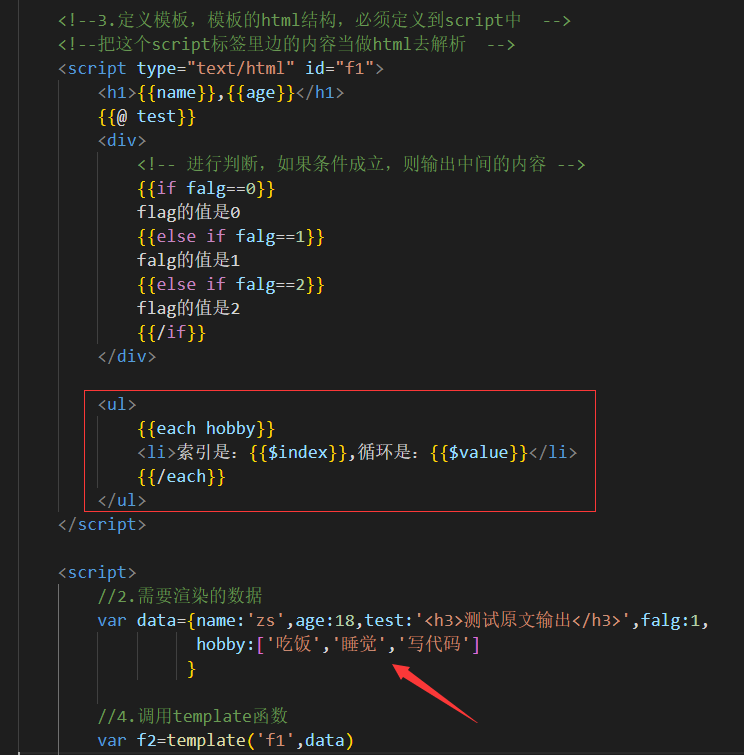 <!--3.定义模板，模板的html结构，必须定义到script中  -->
<!--把这个script标签里边的内容当做html去解析  -->
<script type="text/html" id="f1">
<h1>{{name}},{{age}}</h1>
{{@ test}}
<div>
<!-- 进行判断，如果条件成立，则输出中间的内容 -->
{{if falg==0}}
flag的值是0
{{else if falg==1}}
falg的值是1
{{else if falg==2}}
flag的值是2
{{/if}}
</div>
<ul>
{{each hobby}}
<li>索引是：{{$index}},循环是：{{$value}}</li>
{{/each}}
</ul>
</script>
<script>
//2.需要渲染的数据
var data={name:'zs',age:18,test:'<h3>测试原文输出</h3>',falg:1,
hobby:['吃饭','睡觉','写代码']
}
//4.调用template函数
var f2=template('f1',data)